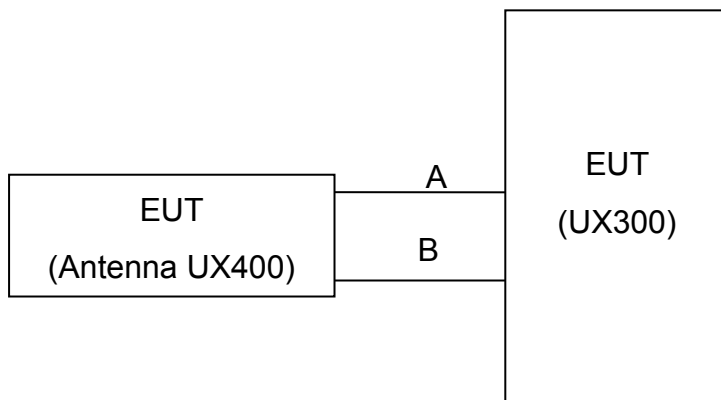 EUT
(Antenna UX400)
A
B
EUT
(UX300)